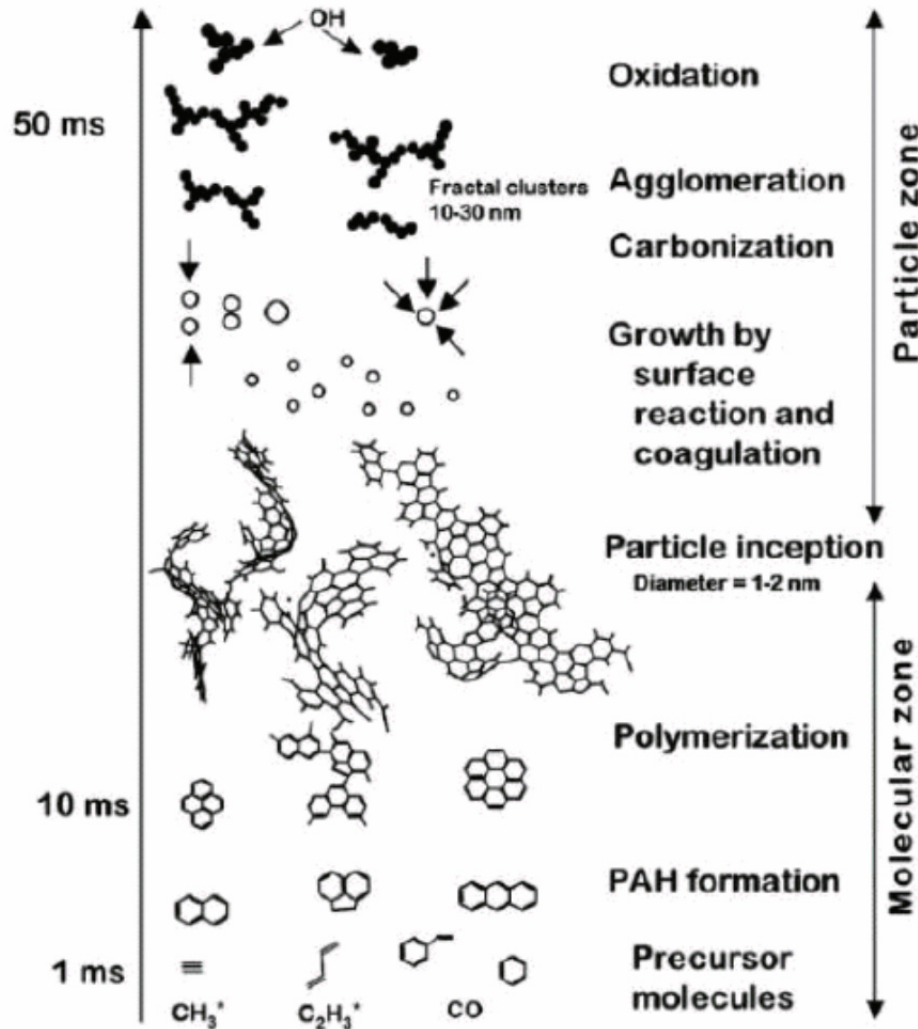 OH
Oxidation
50 ms
Fractal clusters
10-30 nm
Agglomeration
Carbonization
Growth by
surface
reaction and
coagulation
Particle zone
Particle inception
Diameter = 1-2 nm
Polymerization
10 ms
PAH formation
Molecular zone
1 ms
Precursor
molecules
CH₃*
C₂H₃*
CO